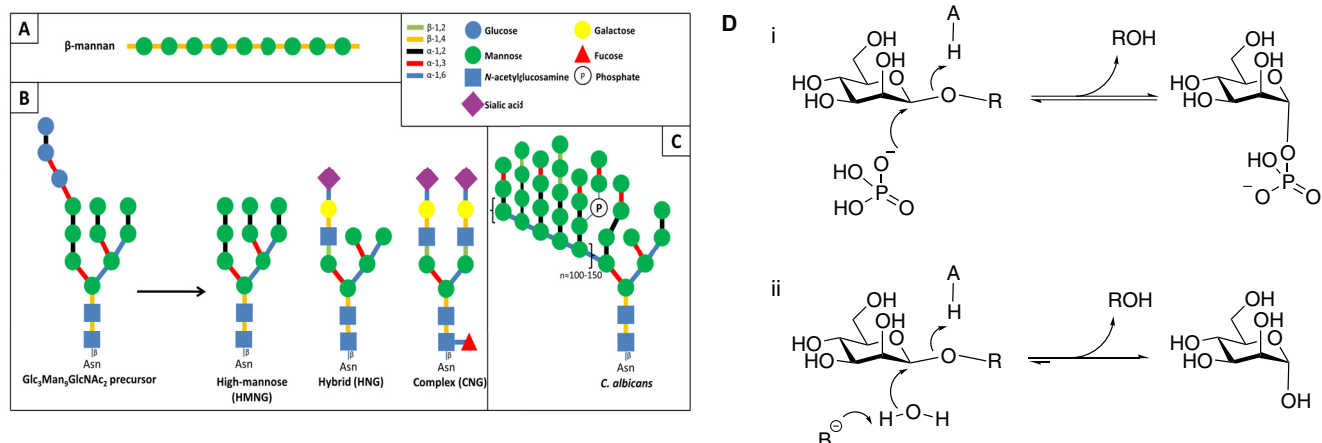 A
β-mannan
β-1,2
β-1,4
α-1,2
α-1,3
α-1,6
Glucose
Mannose
N-acetylglucosamine
Sialic acid
Galactose
Fucose
P Phosphate
B
|β
Asn
Glc3Man9GlcNAc2 precursor
|β
Asn
High-mannose
(HMNG)
|β
Asn
Hybrid (HNG)
|β
Asn
Complex (CNG)
C
P
n≈100-150
Asn
C. albicans
D
i
OH
OH
HO
HO
O
O
R
A
H
O-
HO
P
HO
O
ROH
OH
OH
HO
HO
O
O
HO
P
-O
O
ii
OH
OH
HO
HO
O
O
R
A
H
H
O
H
B⊖
ROH
OH
OH
HO
HO
O
OH